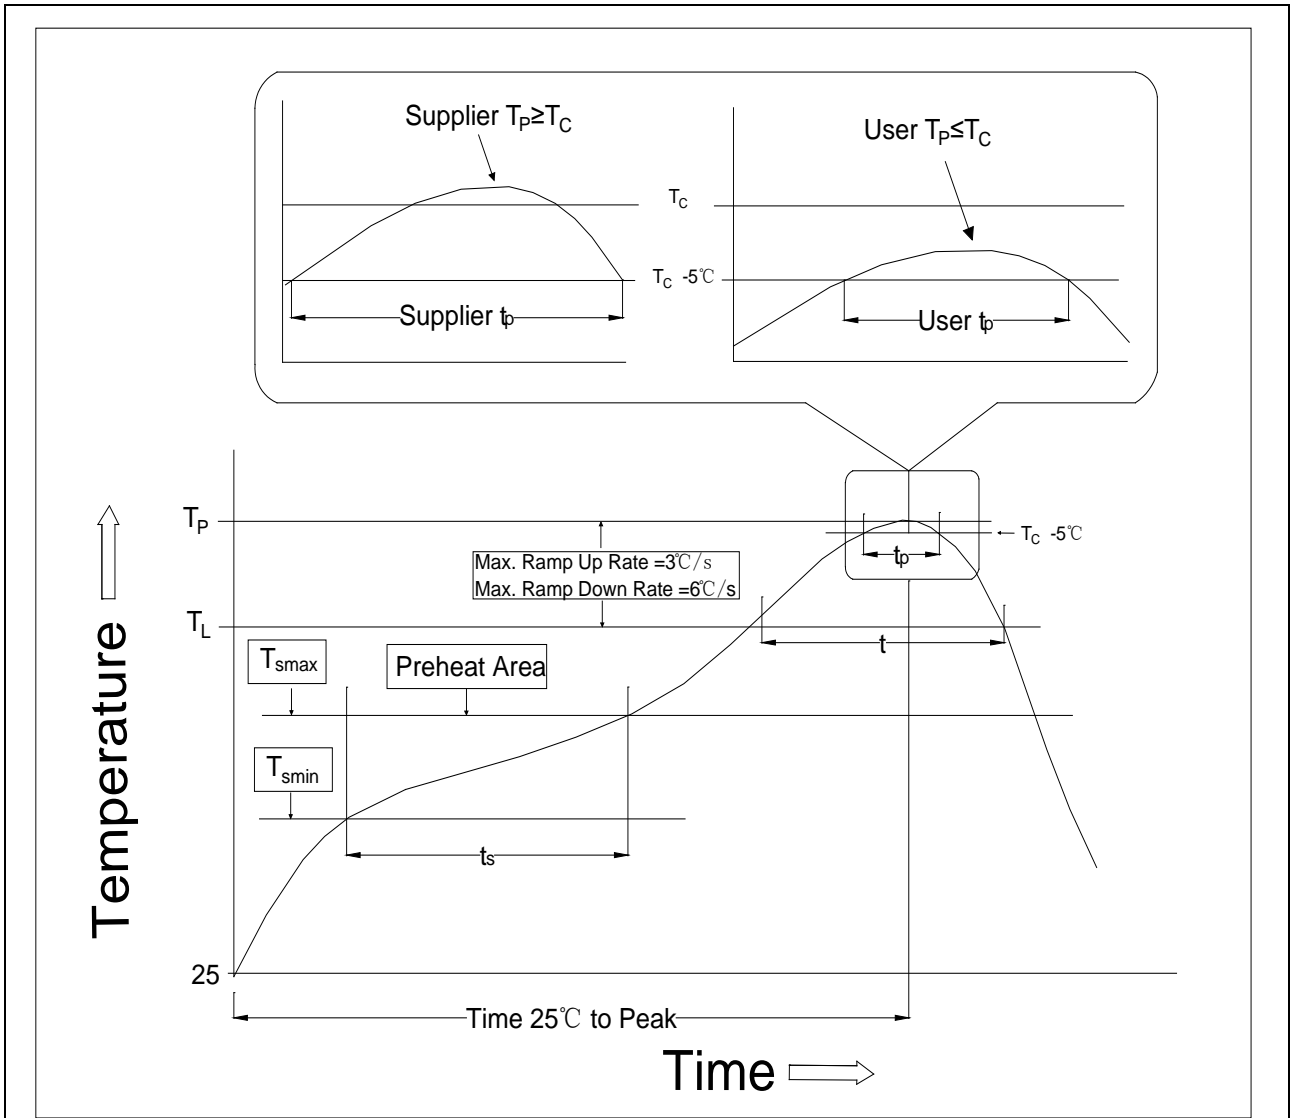 Supplier TP≥TC
User TP≤TC
TC
TC -5℃
Supplier tp
User tp
TP
TC -5℃
tp
Max. Ramp Up Rate =3℃/s
Max. Ramp Down Rate =6℃/s
TL
t
Tsmax
Preheat Area
Tsmin
ts
Temperature
25
Time 25℃ to Peak
Time